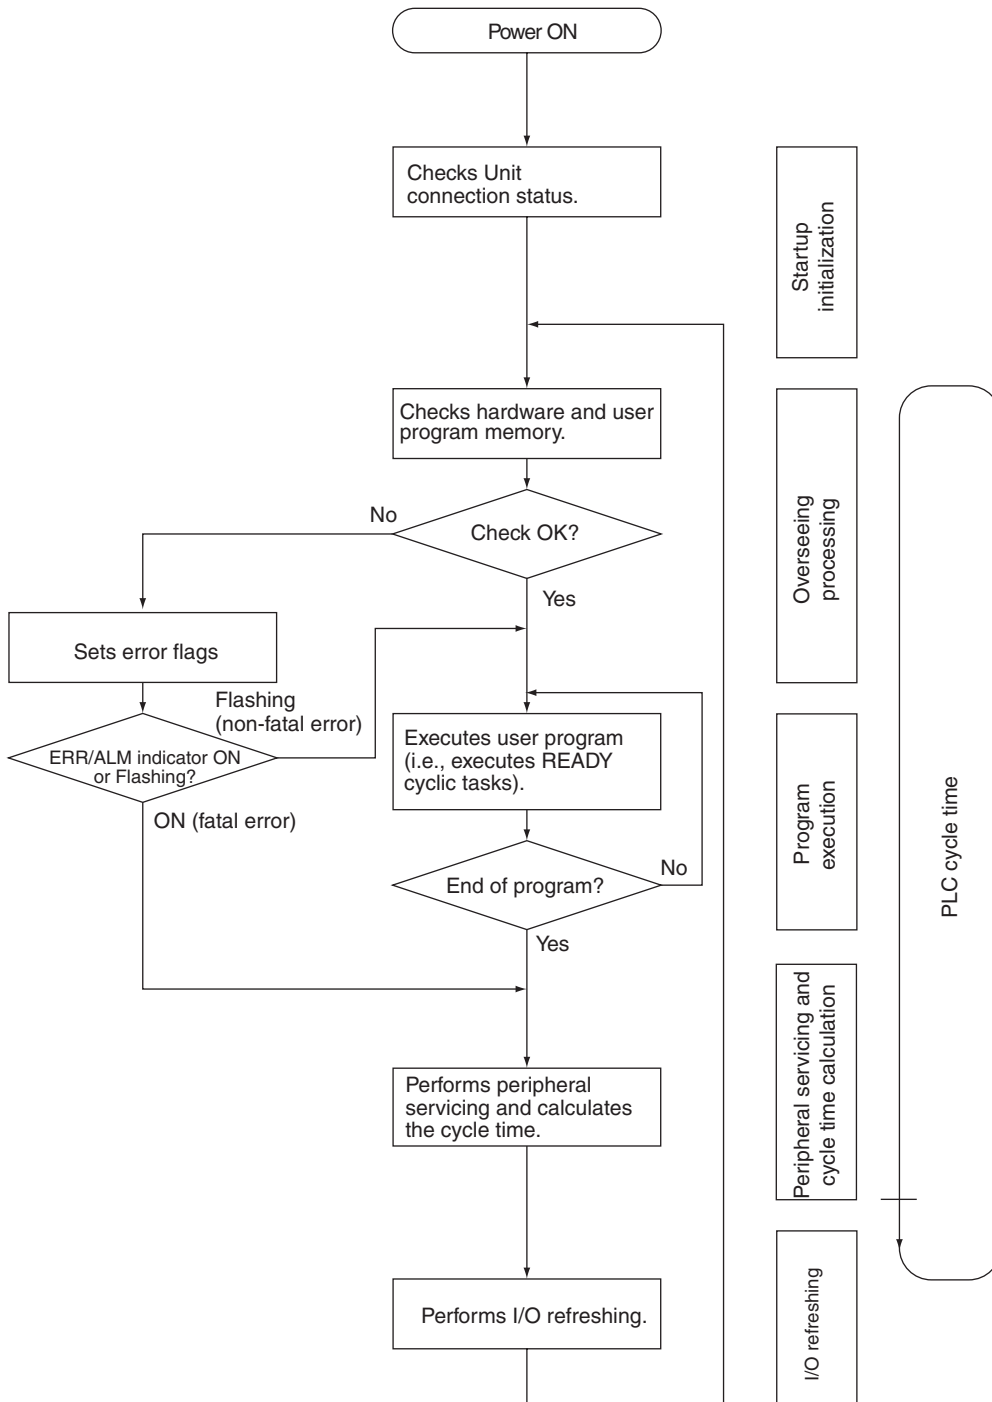 Power ON
Checks Unit
connection status.
Startup
initialization
Checks hardware and user
program memory.
No
Check OK?
Yes
Overseeing
processing
Sets error flags
Flashing
(non-fatal error)
ERR/ALM indicator ON
or Flashing?
ON (fatal error)
Executes user program
(i.e., executes READY
cyclic tasks).
End of program?
No
Yes
Program
execution
PLC cycle time
Performs peripheral
servicing and calculates
the cycle time.
Peripheral servicing and
cycle time calculation
Performs I/O refreshing.
I/O refreshing